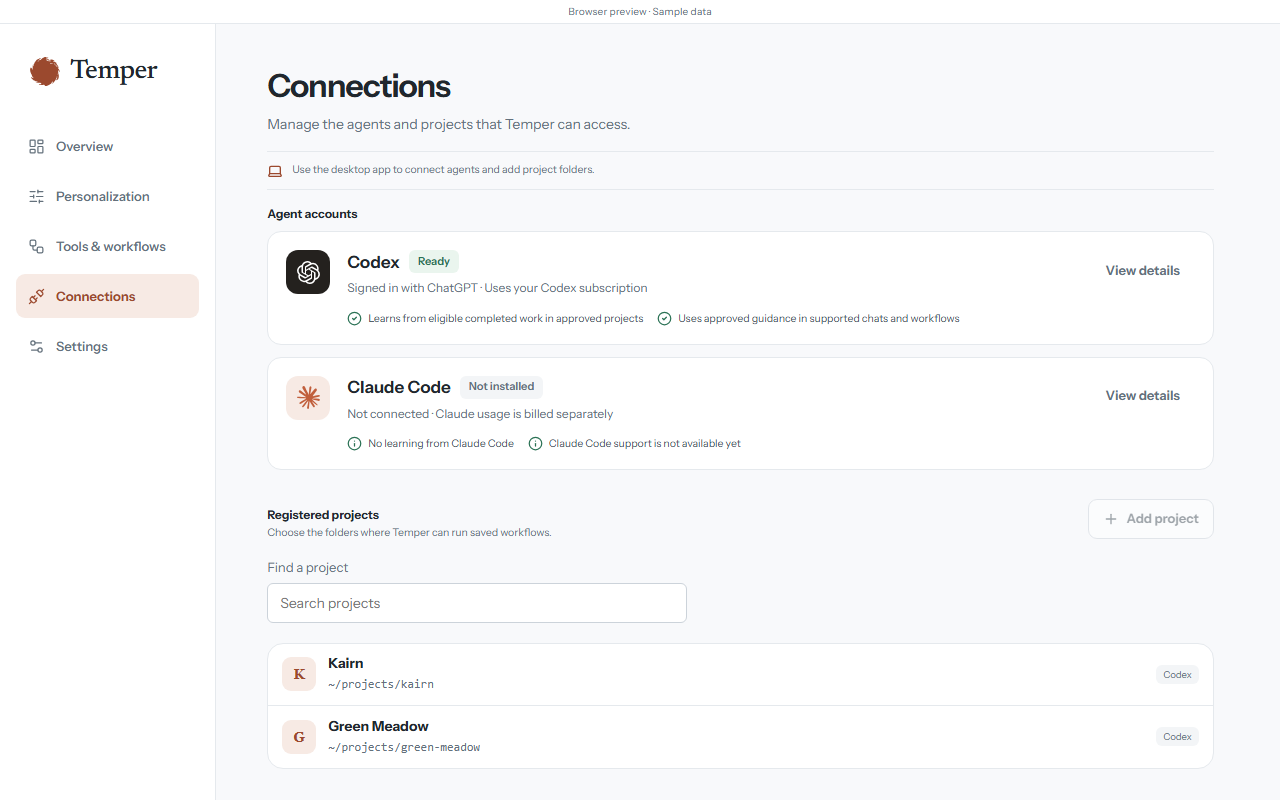 Browser preview · Sample data
Temper
Overview
Personalization
Tools & workflows
Connections
Settings
Connections
Manage the agents and projects that Temper can access.
Use the desktop app to connect agents and add project folders.
Agent accounts
Codex
Ready
View details
Signed in with ChatGPT · Uses your Codex subscription
Learns from eligible completed work in approved projects
Uses approved guidance in supported chats and workflows
Claude Code
Not installed
View details
Not connected · Claude usage is billed separately
No learning from Claude Code
Claude Code support is not available yet
Registered projects
Choose the folders where Temper can run saved workflows.
Add project
Find a project
Search projects
K
Kairn
~/projects/kairn
Codex
G
Green Meadow
~/projects/green-meadow
Codex